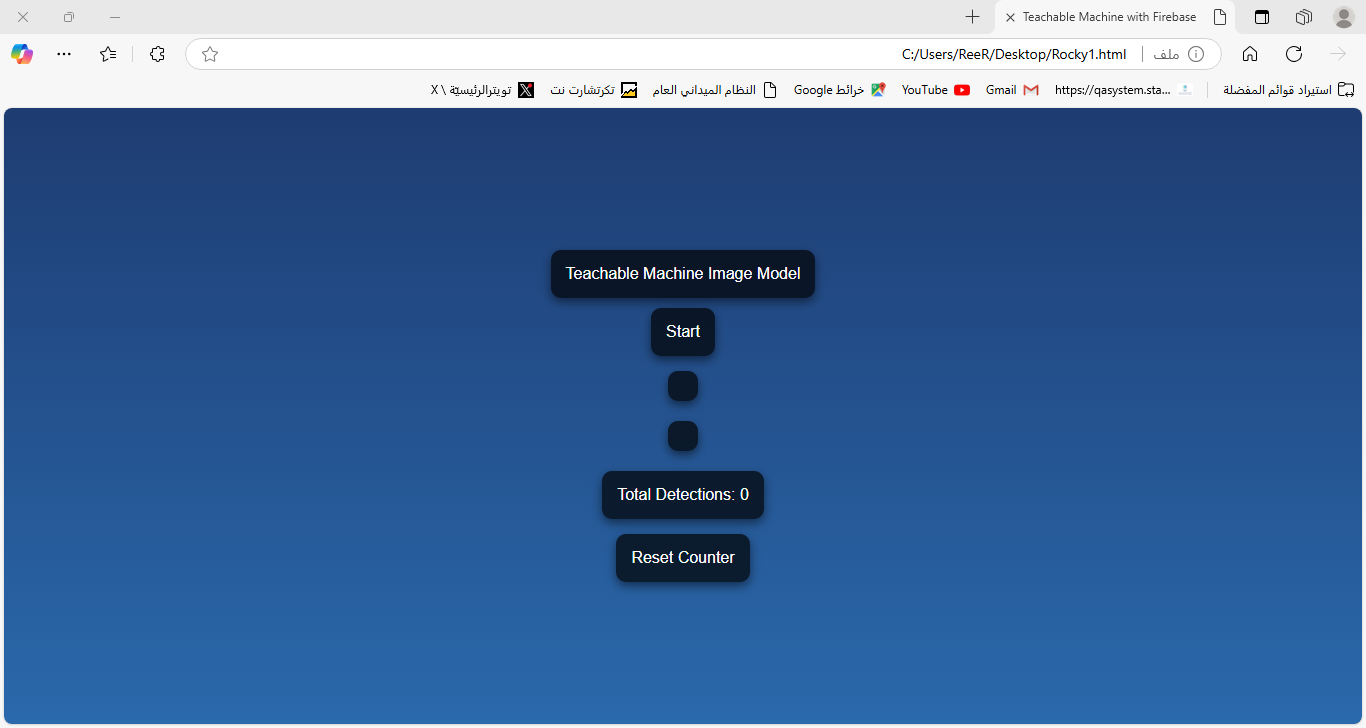 Teachable Machine with Firebase
C:/Users/ReeR/Desktop/Rocky1.html
ملف
استيراد قوائم المفضلة
https://qasystem.sta...
Gmail
YouTube
خرائط Google
النظام الميداني العام
تكرتشارت نت
تويترالرئيسيّة \ X
Teachable Machine Image Model
Start
Total Detections: 0
Reset Counter